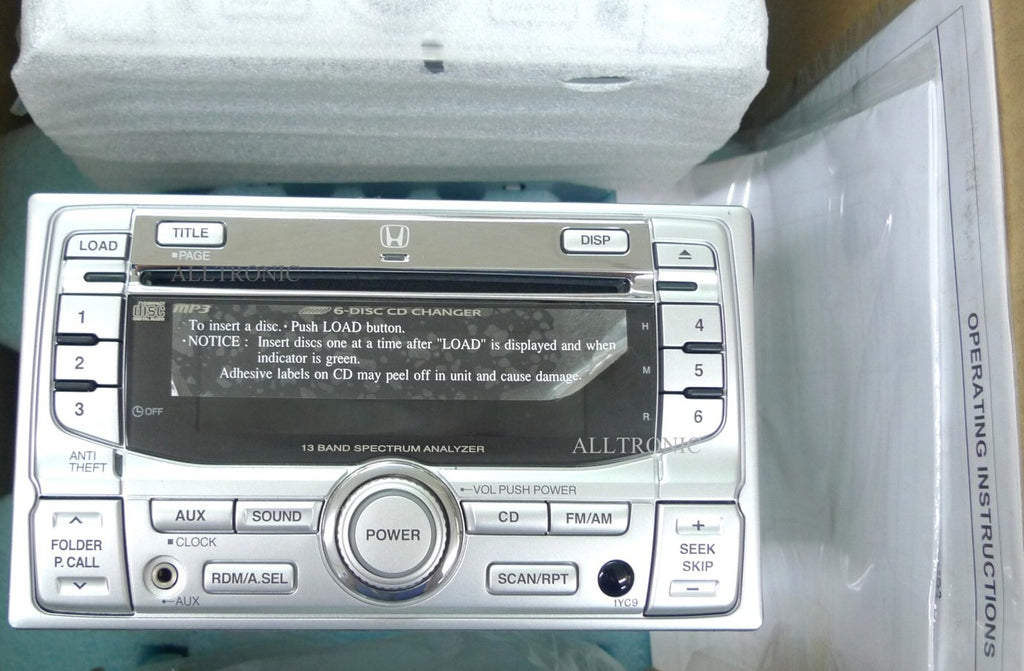 TITLE
LOAD
DISP
PAGE
ALLTRONIC
disc
MP3
6-DISC CD CHANGER
1
To insert a disc. · Push LOAD button.
·NOTICE : Insert discs one at a time after "LOAD" is displayed and when
indicator is green.
Adhesive labels on CD may peel off in unit and cause damage.
H
4
2
M
5
3
OFF
R
6
13 BAND SPECTRUM ANALYZER
ALLTRONIC
ANTI
THEFT
VOL PUSH POWER
AUX
SOUND
POWER
CD
FM/AM
+
CLOCK
FOLDER
P. CALL
SEEK
SKIP
RDM/A.SEL
SCAN/RPT
−
AUX
1YC9
OPERATING INSTRUCTIONS